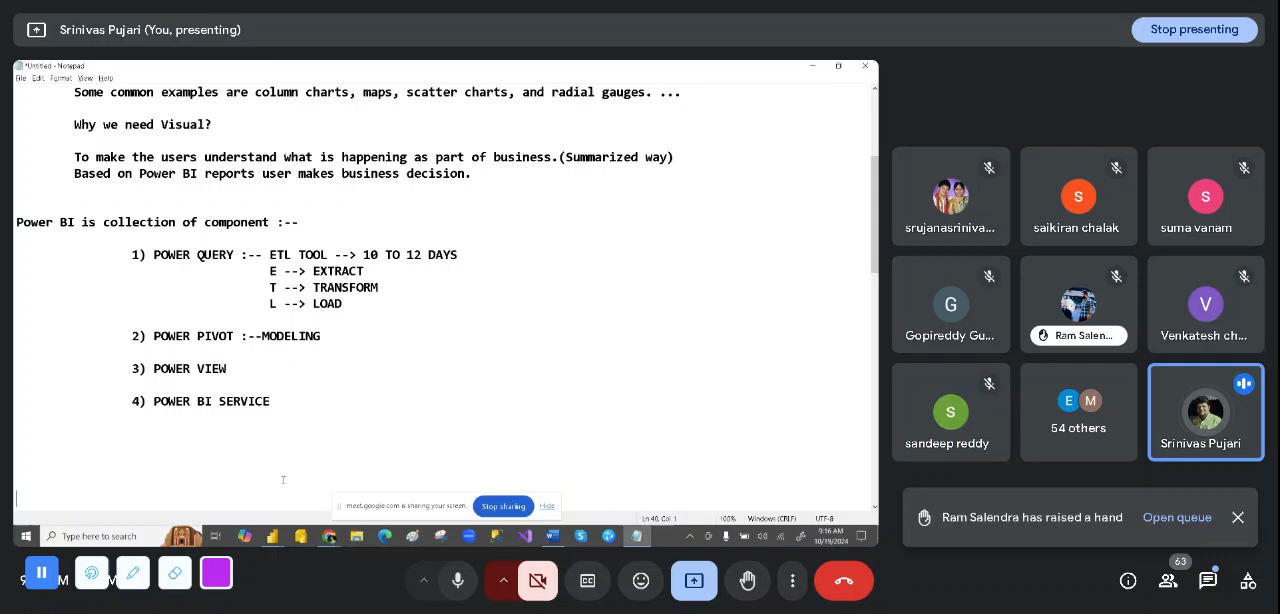 Srinivas Pujari (You, presenting)
Stop presenting
*Untitled - Notepad
File Edit Format View Help
Some common examples are column charts, maps, scatter charts, and radial gauges. ...
Why we need Visual?
To make the users understand what is happening as part of business.(Summarized way)
Based on Power BI reports user makes business decision.
Power BI is collection of component :--
1) POWER QUERY :-- ETL TOOL --> 10 TO 12 DAYS
E --> EXTRACT
T --> TRANSFORM
L --> LOAD
2) POWER PIVOT :--MODELING
3) POWER VIEW
4) POWER BI SERVICE
meet.google.com is sharing your screen.
Stop sharing
Hide
Ln 40, Col 1
100%
Windows (CRLF)
UTF-8
Type here to search
9:16 AM
10/19/2024
srujanasriniva...
S
saikiran chalak
S
suma vanam
G
Gopireddy Gu...
Ram Salen...
V
Venkatesh ch...
S
sandeep reddy
E M
54 others
Srinivas Pujari
Ram Salendra has raised a hand
Open queue
63